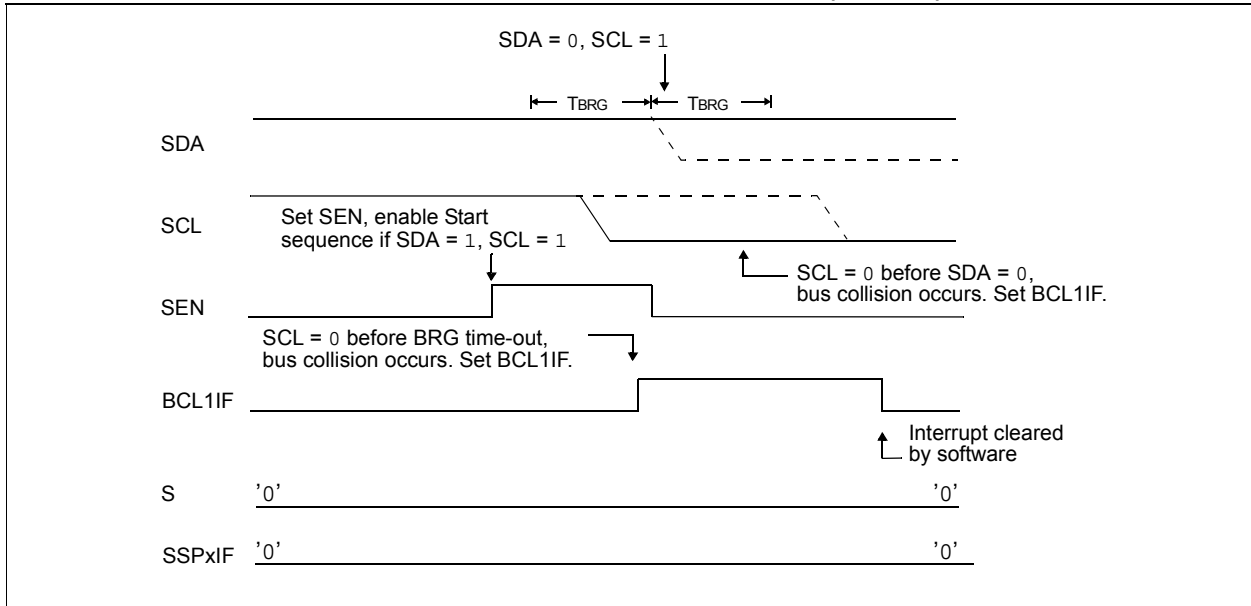 SDA = 0, SCL = 1
TBRG TBRG
SDA
SCL
Set SEN, enable Start
sequence if SDA = 1, SCL = 1
SCL = 0 before SDA = 0,
bus collision occurs. Set BCL1IF.
SEN
SCL = 0 before BRG time-out,
bus collision occurs. Set BCL1IF.
BCL1IF
Interrupt cleared
by software
S '0' '0'
SSPxIF '0' '0'